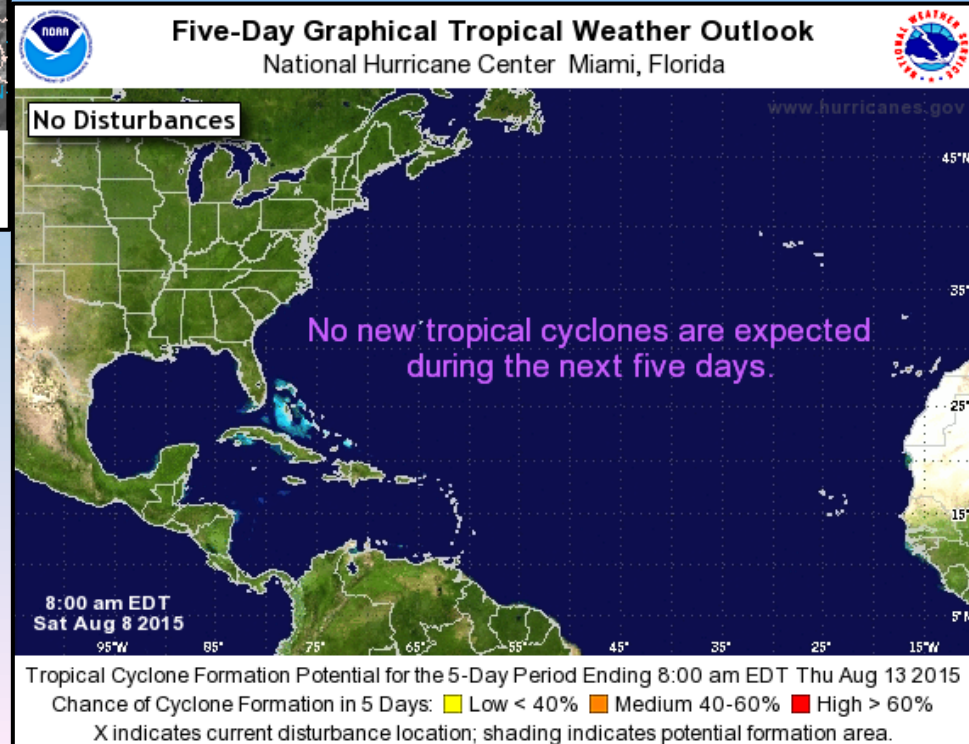 Five-Day Graphical Tropical Weather Outlook
National Hurricane Center Miami, Florida
NOAA
NATIONAL WEATHER SERVICE
No Disturbances
www.hurricanes.gov
45°N
35°
No new tropical cyclones are expected
during the next five days.
25°
15°
8:00 am EDT
Sat Aug 8 2015
5°N
95°W 85° 75° 65° 55° 45° 35° 25° 15°W
Tropical Cyclone Formation Potential for the 5-Day Period Ending 8:00 am EDT Thu Aug 13 2015
Chance of Cyclone Formation in 5 Days: Low < 40% Medium 40-60% High > 60%
X indicates current disturbance location; shading indicates potential formation area.